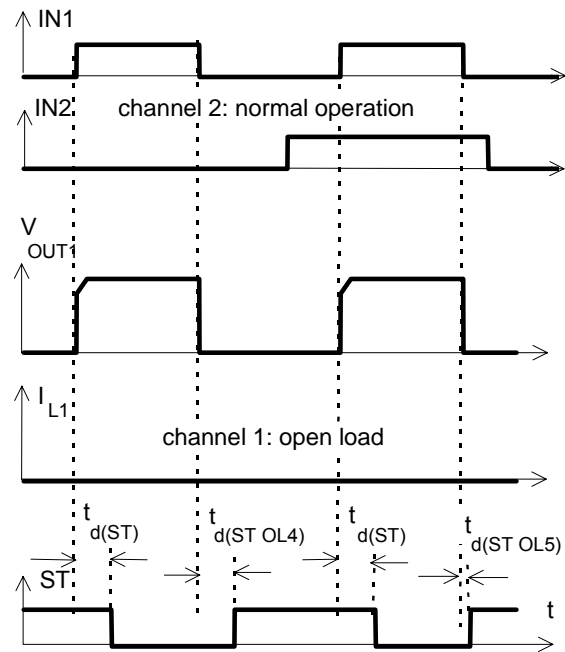 IN1
IN2
channel 2: normal operation
V
OUT1
I
L1
channel 1: open load
t
d(ST)
t
d(ST OL4)
t
d(ST)
t
d(ST OL5)
ST
t